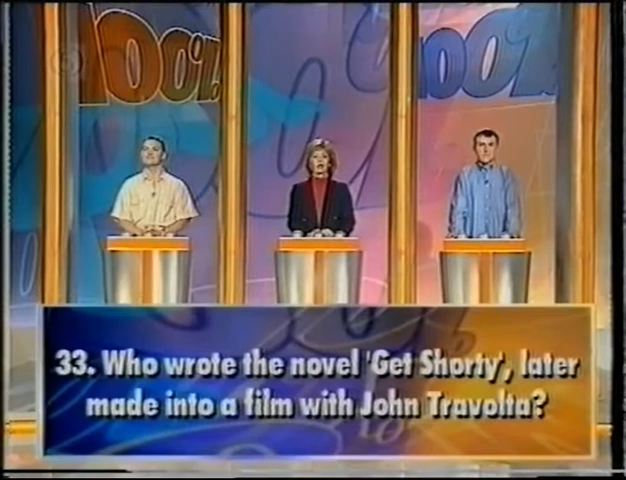 100%
100%
33. Who wrote the novel 'Get Shorty', later
made into a film with John Travolta?